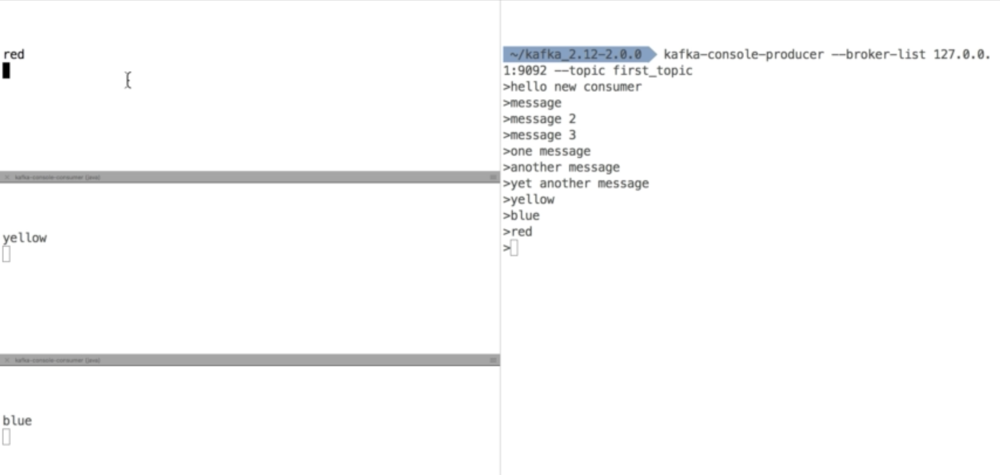 red
kafka-console-consumer (java)
yellow
kafka-console-consumer (java)
blue
~/kafka_2.12-2.0.0 kafka-console-producer --broker-list 127.0.0.
1:9092 --topic first_topic
>hello new consumer
>message
>message 2
>message 3
>one message
>another message
>yet another message
>yellow
>blue
>red
>